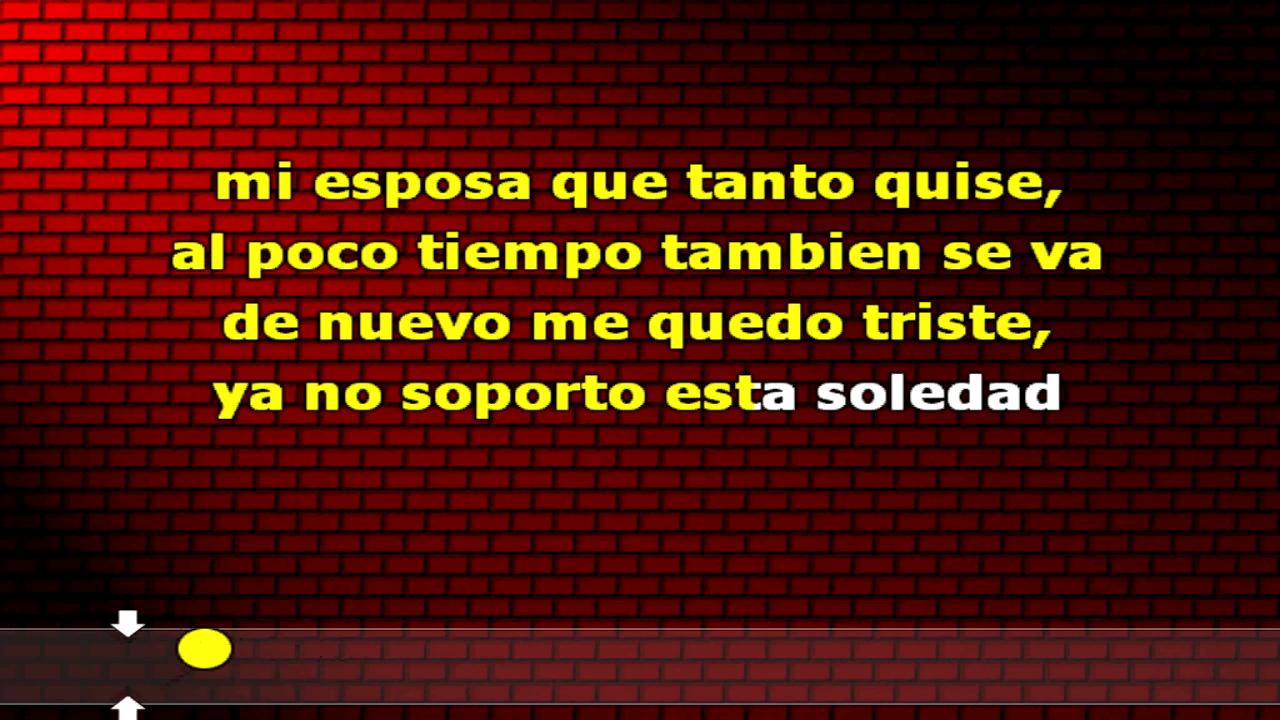 mi esposa que tanto quise,
al poco tiempo tambien se va
de nuevo me quedo triste,
ya no soporto esta soledad